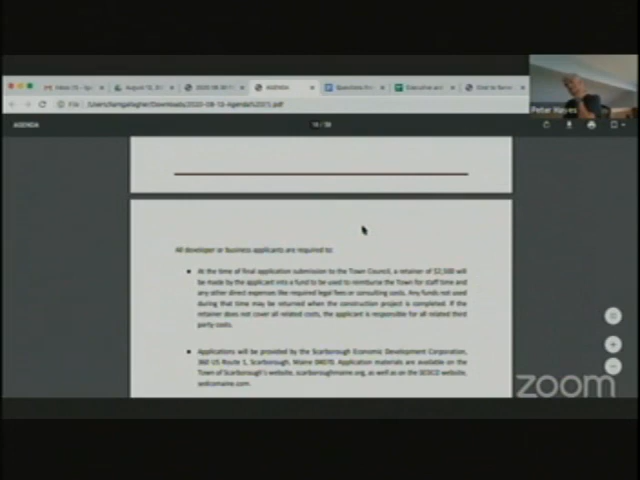 AGENDA
Peter Hayes
File
AGENDA
All developer or business applicants are required to:
• At the time of final application submission to the Town Council, a retainer of $2,500 will
be made by the applicant into a fund to be used to reimburse the Town for staff time and
any other direct expenses like required legal fees or consulting costs. Any funds not used
during that time may be returned when the construction project is completed. If the
retainer does not cover all related costs, the applicant is responsible for all related third
party costs.
• Applications will be provided by the Scarborough Economic Development Corporation,
360 US Route 1, Scarborough, Maine 04070. Application materials are available on the
Town of Scarborough's website, scarboroughmaine.org, as well as on the SEDCO website,
sedcomaine.com.
zoom